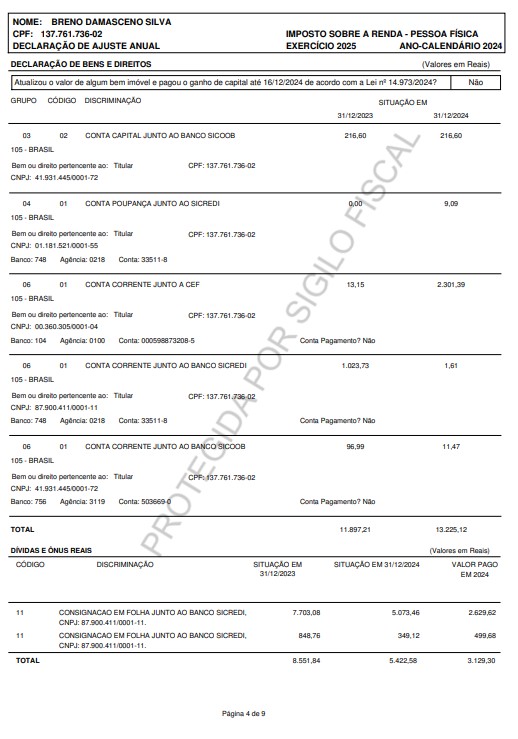 NOME: BRENO DAMASCENO SILVA
CPF: 137.761.736-02 IMPOSTO SOBRE A RENDA - PESSOA FÍSICA
DECLARAÇÃO DE AJUSTE ANUAL EXERCÍCIO 2025 ANO-CALENDÁRIO 2024
DECLARAÇÃO DE BENS E DIREITOS (Valores em Reais)
Atualizou o valor de algum bem imóvel e pagou o ganho de capital até 16/12/2024 de acordo com a Lei nº 14.973/2024? Não
GRUPO CÓDIGO DISCRIMINAÇÃO SITUAÇÃO EM
31/12/2023 31/12/2024
03 02 CONTA CAPITAL JUNTO AO BANCO SICOOB 216,60 216,60
105 - BRASIL
Bem ou direito pertencente ao: Titular CPF: 137.761.736-02
CNPJ: 41.931.445/0001-72
04 01 CONTA POUPANÇA JUNTO AO SICREDI 0,00 9,09
105 - BRASIL
Bem ou direito pertencente ao: Titular CPF: 137.761.736-02
CNPJ: 01.181.521/0001-55
Banco: 748 Agência: 0218 Conta: 33511-8
06 01 CONTA CORRENTE JUNTO A CEF 13,15 2.301,39
105 - BRASIL
Bem ou direito pertencente ao: Titular CPF: 137.761.736-02
CNPJ: 00.360.305/0001-04
Banco: 104 Agência: 0100 Conta: 000598873208-5 Conta Pagamento? Não
06 01 CONTA CORRENTE JUNTO AO BANCO SICREDI 1.023,73 1,61
105 - BRASIL
Bem ou direito pertencente ao: Titular CPF: 137.761.736-02
CNPJ: 87.900.411/0001-11
Banco: 748 Agência: 0218 Conta: 33511-8 Conta Pagamento? Não
06 01 CONTA CORRENTE JUNTO AO BANCO SICOOB 96,99 11,47
105 - BRASIL
Bem ou direito pertencente ao: Titular CPF: 137.761.736-02
CNPJ: 41.931.445/0001-72
Banco: 756 Agência: 3119 Conta: 503669-0 Conta Pagamento? Não
TOTAL 11.897,21 13.225,12
DÍVIDAS E ÔNUS REAIS (Valores em Reais)
CÓDIGO DISCRIMINAÇÃO SITUAÇÃO EM SITUAÇÃO EM 31/12/2024 VALOR PAGO
31/12/2023 EM 2024
11 CONSIGNACAO EM FOLHA JUNTO AO BANCO SICREDI, 7.703,08 5.073,46 2.629,62
CNPJ: 87.900.411/0001-11.
11 CONSIGNACAO EM FOLHA JUNTO AO BANCO SICREDI, 848,76 349,12 499,68
CNPJ: 87.900.411/0001-11.
TOTAL 8.551,84 5.422,58 3.129,30
Página 4 de 9
PROTEGIDA POR SIGILO FISCAL